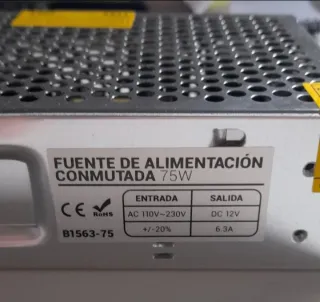 FUENTE DE ALIMENTACIÓN
CONMUTADA 75W
ENTRADA SALIDA
CE RoHS AC 110V~230V DC 12V
B1563-75 +/-20% 6.3A